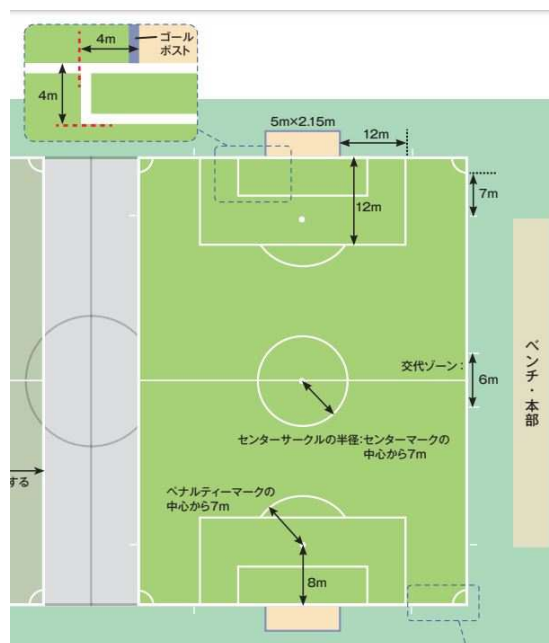 4m
ゴール
ポスト
4m
5m×2.15m
12m
7m
12m
交代ゾーン：
6m
ベンチ・本部
センターサークルの半径：センターマークの
中心から7m
する
ペナルティーマークの
中心から7m
8m